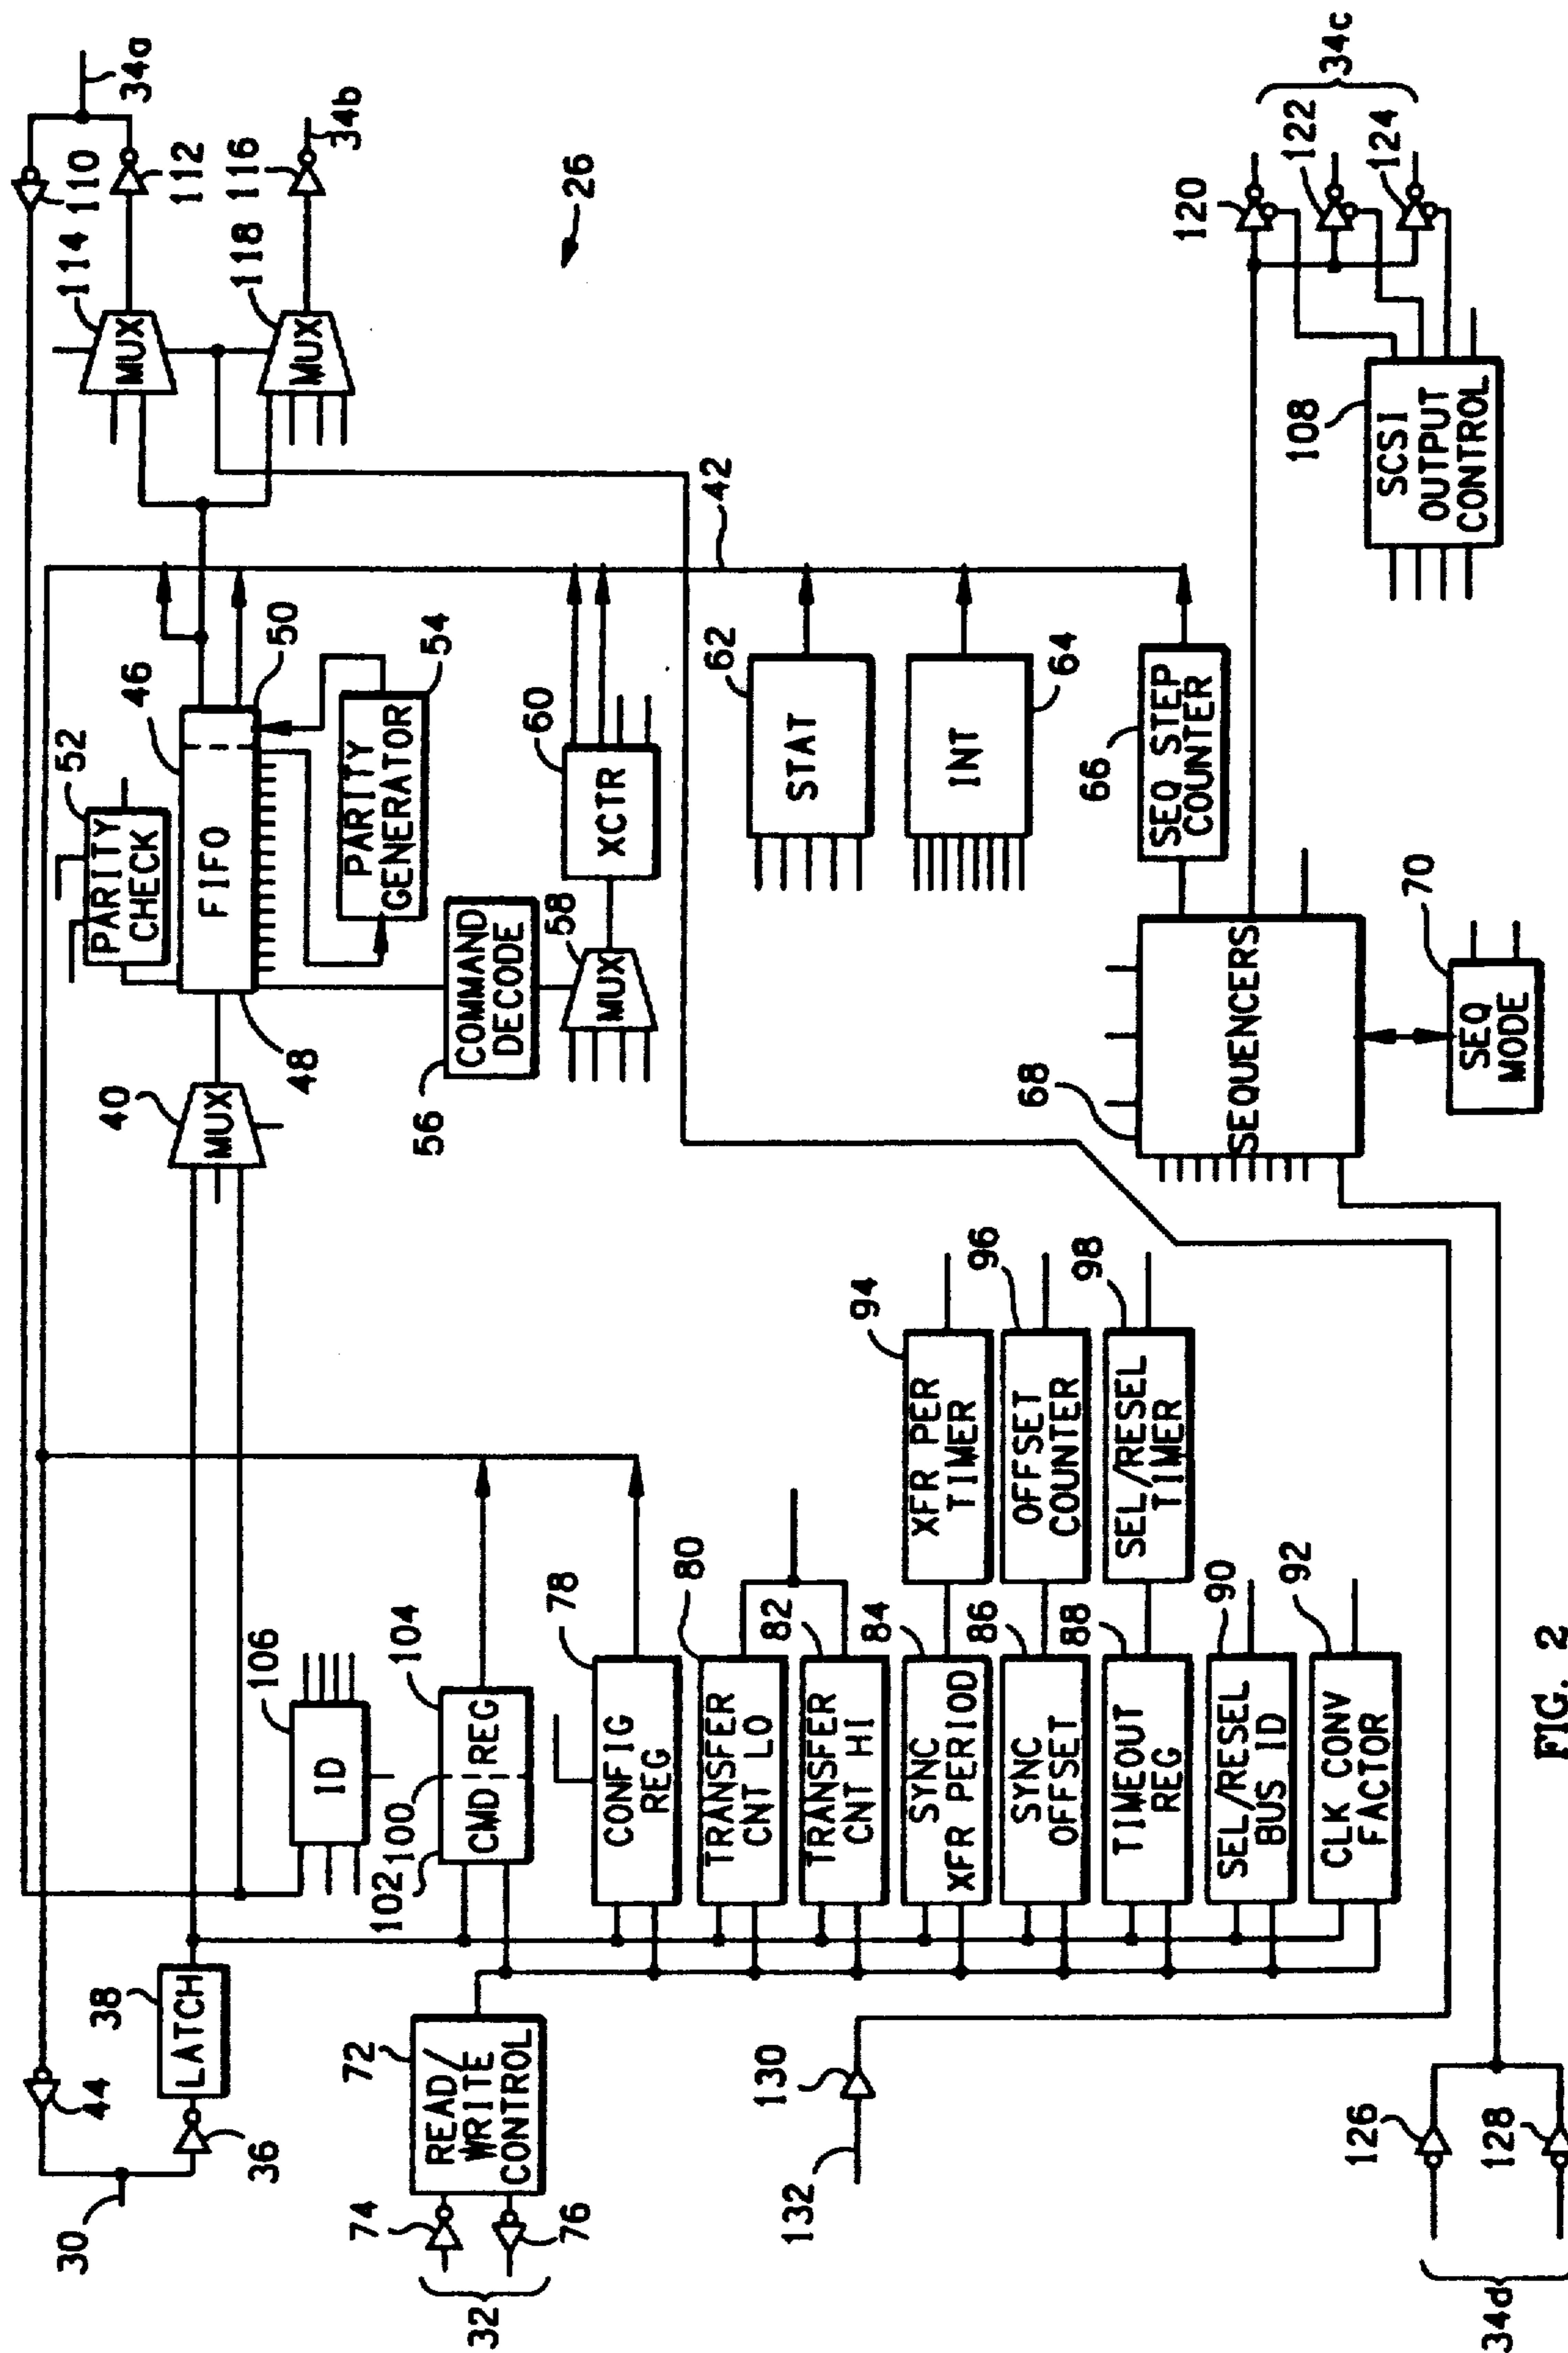 30
44
36
38
LATCH
106
ID
40
MUX
48
52
PARITY
CHECK
46
FIFO
50
PARITY
GENERATOR
54
114
MUX
110
112
34a
118
MUX
116
34b
26
32
74
76
72
READ/
WRITE
CONTROL
102
100
104
CMD
REG
78
CONFIG
REG
80
TRANSFER
CNT LO
82
TRANSFER
CNT HI
84
SYNC
XFR PERIOD
94
XFR PER
TIMER
86
SYNC
OFFSET
96
OFFSET
COUNTER
88
TIMEOUT
REG
98
SEL/RESEL
TIMER
90
SEL/RESEL
BUS ID
92
CLK CONV
FACTOR
56
COMMAND
DECODE
58
MUX
60
XCTR
42
62
STAT
64
INT
66
SEQ STEP
COUNTER
68
SEQUENCERS
70
SEQ
MODE
108
SCSI
OUTPUT
CONTROL
120
122
124
34c
130
132
126
128
34d
FIG. 2